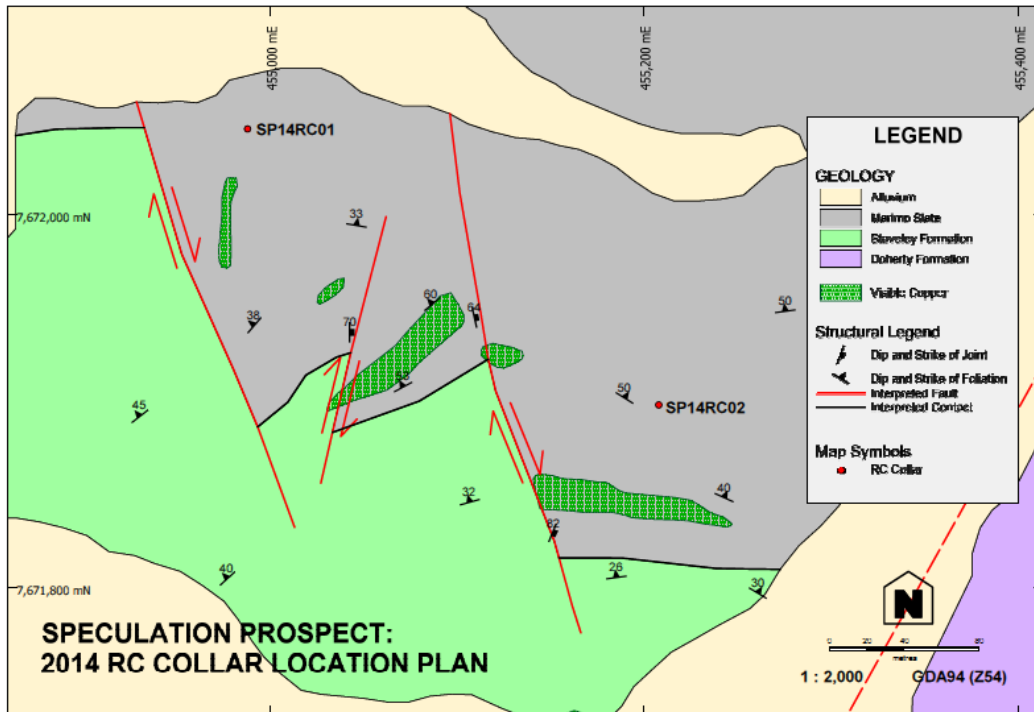 455,000 mE
455,200 mE
455,400 mE
SP14RC01
LEGEND
GEOLOGY
Alluvium
Marimo Slate
7,672,000 mN
33
Staveley Formation
Doherty Formation
Visible Copper
60
64
50
38
70
Structural Legend
Dip and Strike of Joint
53
Dip and Strike of Foliation
50
Interpreted Fault
45
SP14RC02
Interpreted Contact
Map Symbols
RC Collar
32
40
82
40
26
30
7,671,800 mN
N
SPECULATION PROSPECT:
2014 RC COLLAR LOCATION PLAN
0 20 40 80
metres
1 : 2,000 GDA94 (Z54)